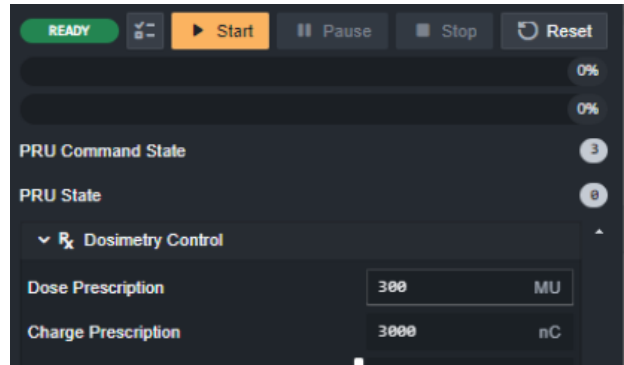 READY Start Pause Stop Reset
0%
0%
PRU Command State 3
PRU State 0
Rx Dosimetry Control
Dose Prescription 300 MU
Charge Prescription 3000 nC